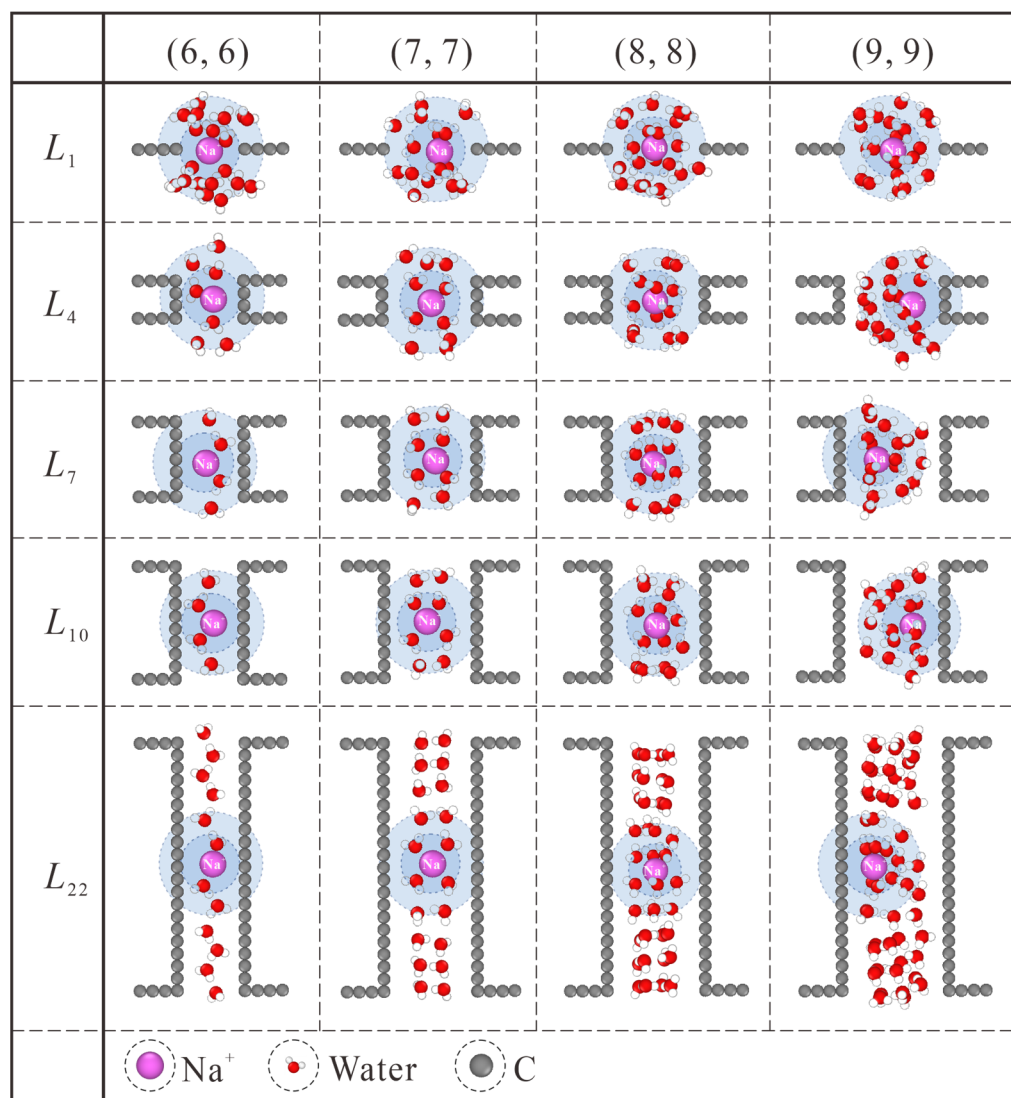 (6, 6) (7, 7) (8, 8) (9, 9)
L₁ Na⁺ Na⁺ Na⁺ Na⁺
L₄ Na⁺ Na⁺ Na⁺ Na⁺
L₇ Na⁺ Na⁺ Na⁺ Na⁺
L₁₀ Na⁺ Na⁺ Na⁺ Na⁺
L₂₂ Na⁺ Na⁺ Na⁺ Na⁺
Na⁺ Water C